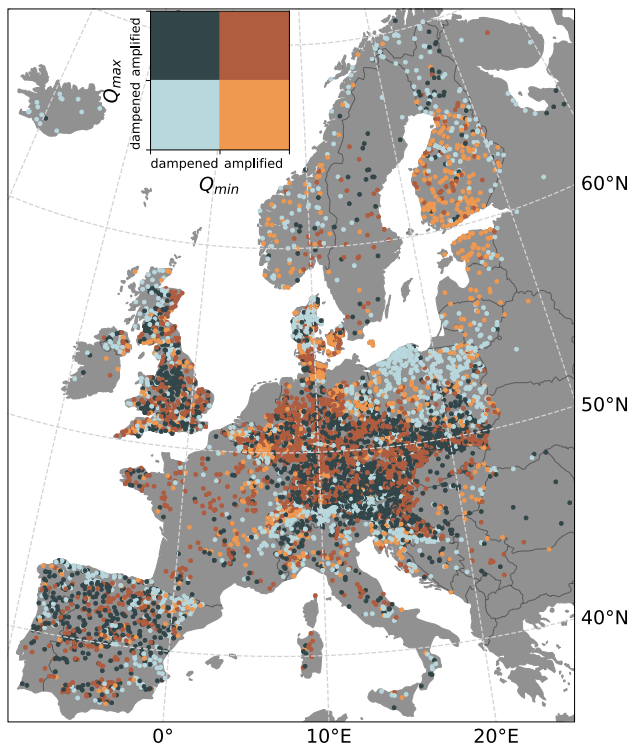 amplified
dampened
Qmax
dampened amplified
Qmin
60°N
50°N
40°N
0° 10°E 20°E